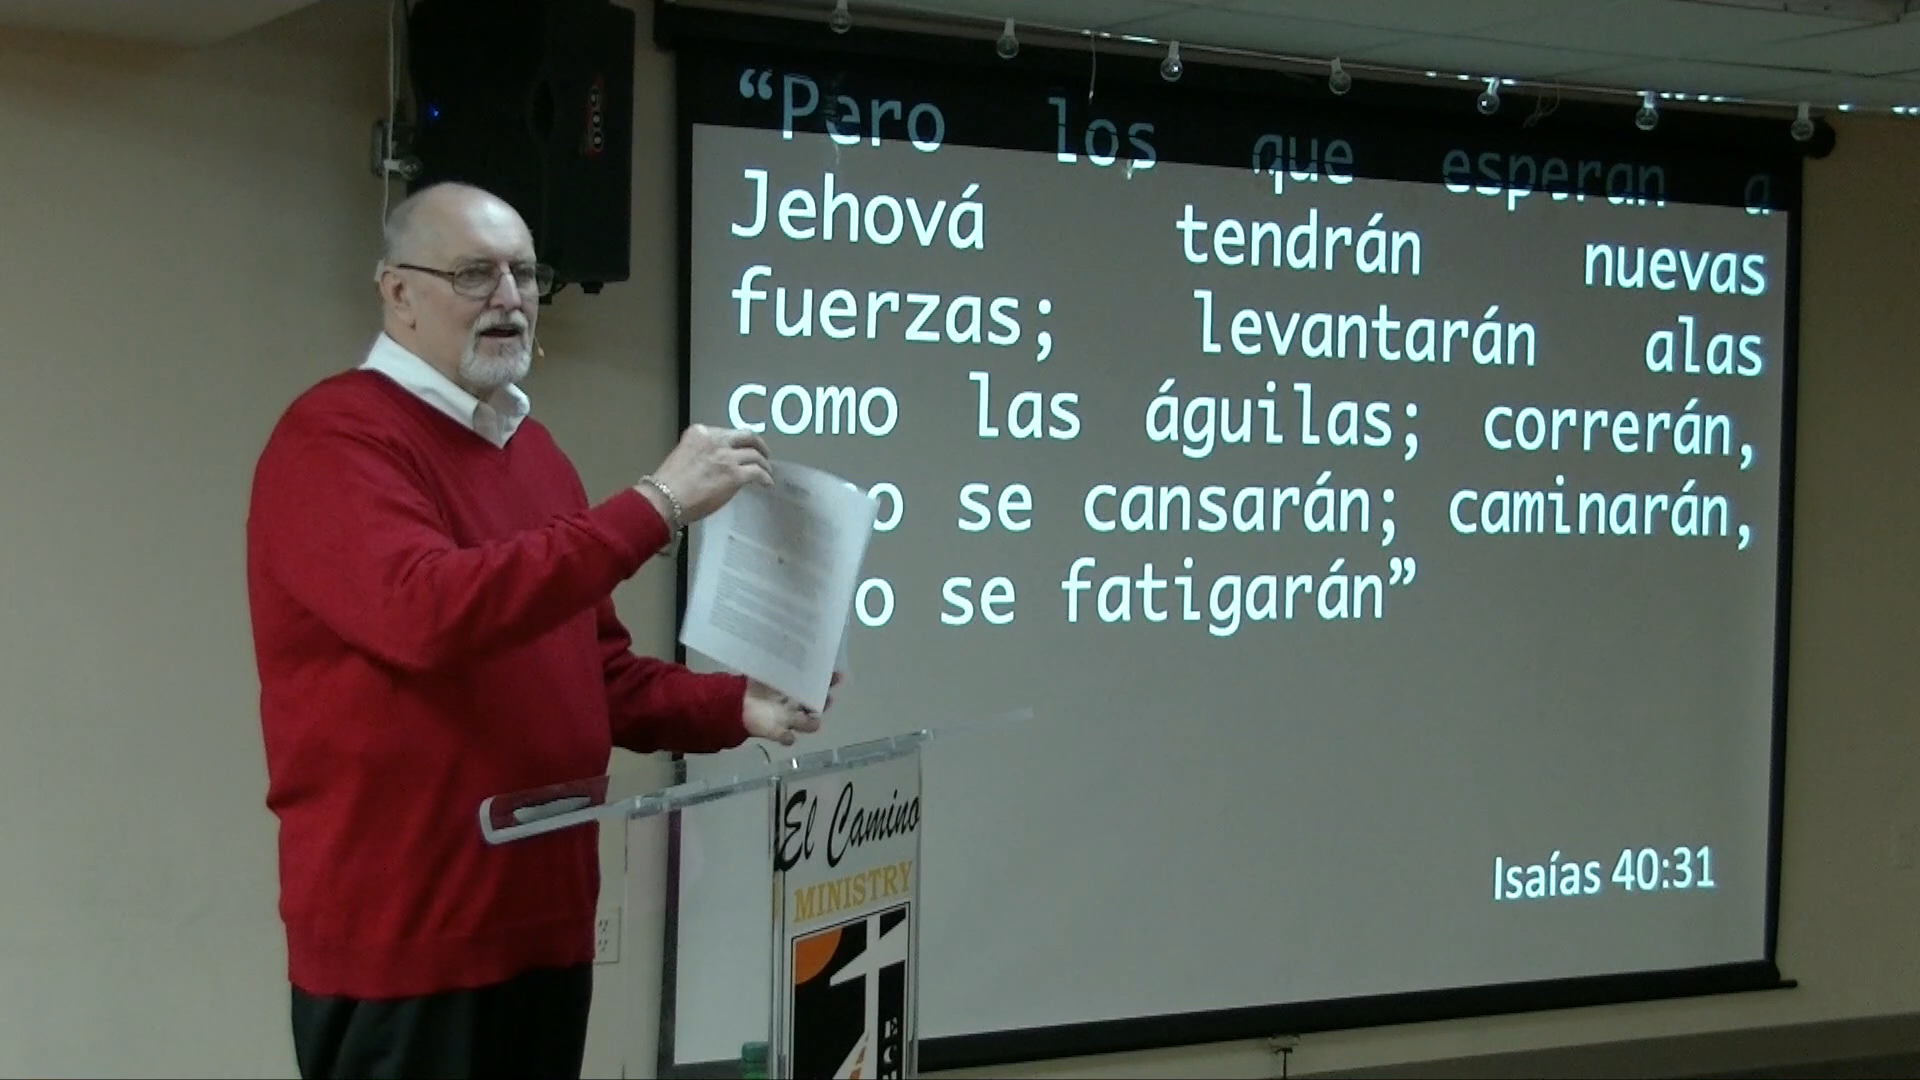 “Pero los que esperan a
Jehová tendrán nuevas
fuerzas; levantarán alas
como las águilas; correrán,
se cansarán; caminarán,
se fatigarán”
Isaías 40:31
El Camino
MINISTRY